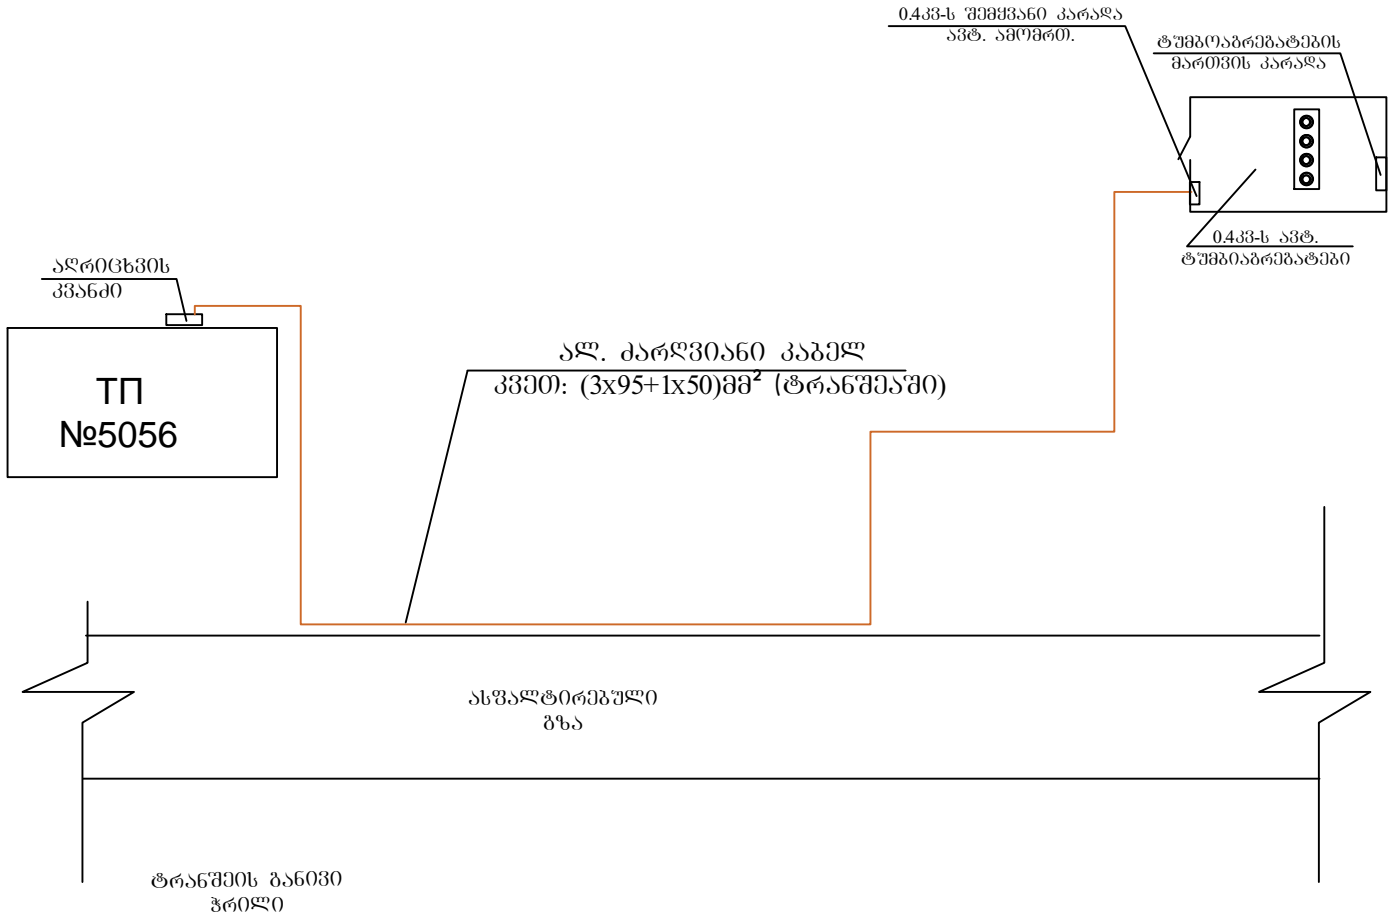 0.4კვ-ს შემყვანი კარადა
ავტ. ამომრთ.
ტუმბოაგრეგატების
მართვის კარადა
0.4კვ-ს ავტ.
ტუმბიაგრეგატები
აღრიცხვის
კვანძი
ТП
№5056
ალ. ძარღვიანი კაბელ
კვეთ: (3x95+1x50)მმ² (ტრანშეაში)
ასფალტირებული
გზა
ტრანშეის განივი
ჭრილი